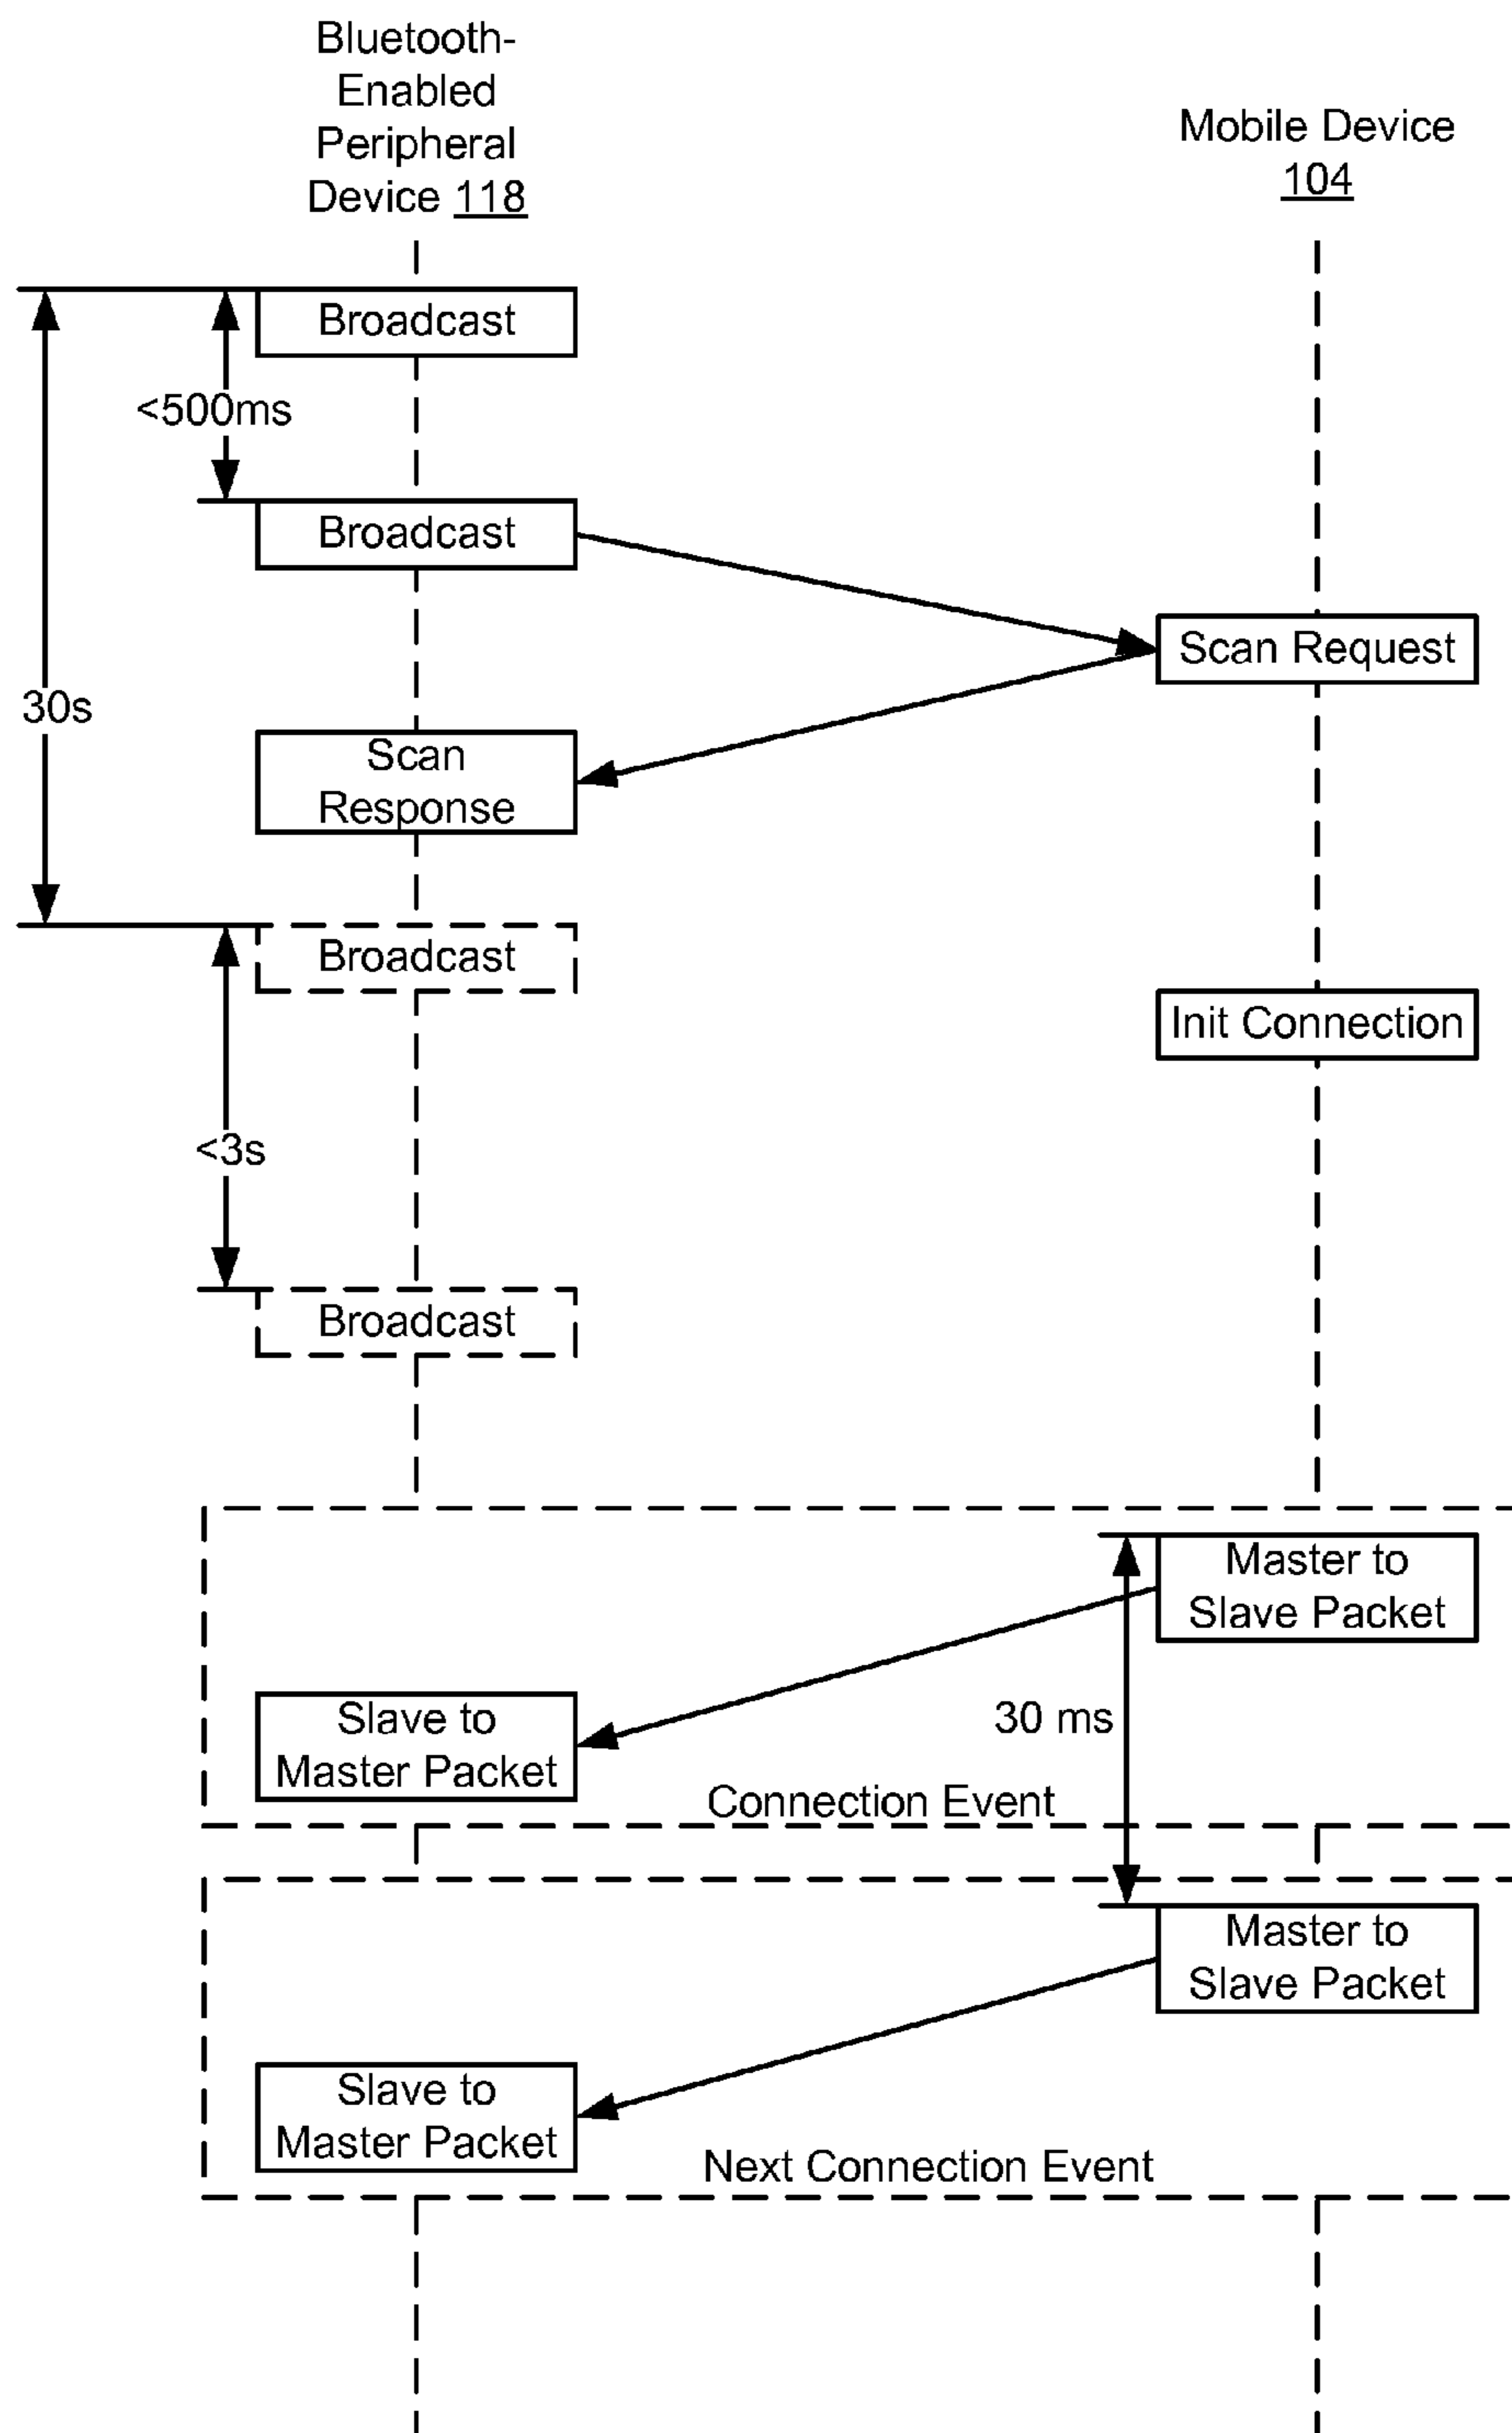 Bluetooth-
Enabled
Peripheral
Device 118
Mobile Device
104
Broadcast
<500ms
Broadcast
Scan Request
30s
Scan
Response
Broadcast
Init Connection
<3s
Broadcast
Master to
Slave Packet
30 ms
Slave to
Master Packet
Connection Event
Master to
Slave Packet
Slave to
Master Packet
Next Connection Event